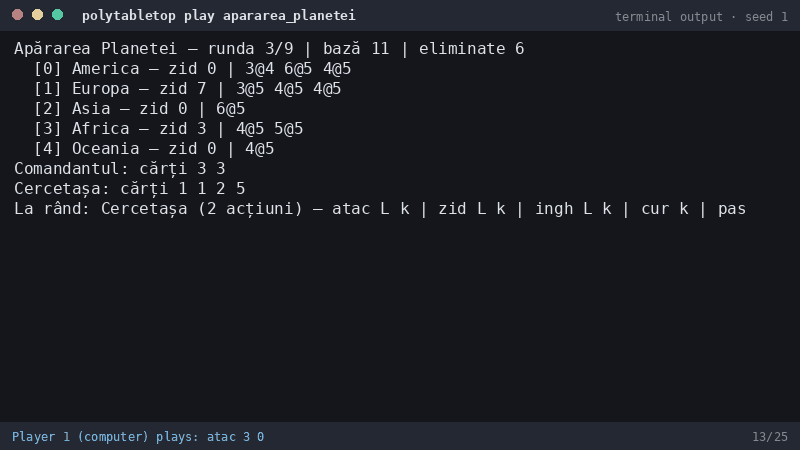 polytabletop play apararea_planetei
terminal output · seed 1
Apărarea Planetei — runda 3/9 | bază 11 | eliminate 6
[0] America — zid 0 | 3@4 6@5 4@5
[1] Europa — zid 7 | 3@5 4@5 4@5
[2] Asia — zid 0 | 6@5
[3] Africa — zid 3 | 4@5 5@5
[4] Oceania — zid 0 | 4@5
Comandantul: cărți 3 3
Cercetașa: cărți 1 1 2 5
La rând: Cercetașa (2 acțiuni) — atac L k | zid L k | ingh L k | cur k | pas
Player 1 (computer) plays: atac 3 0
13/25